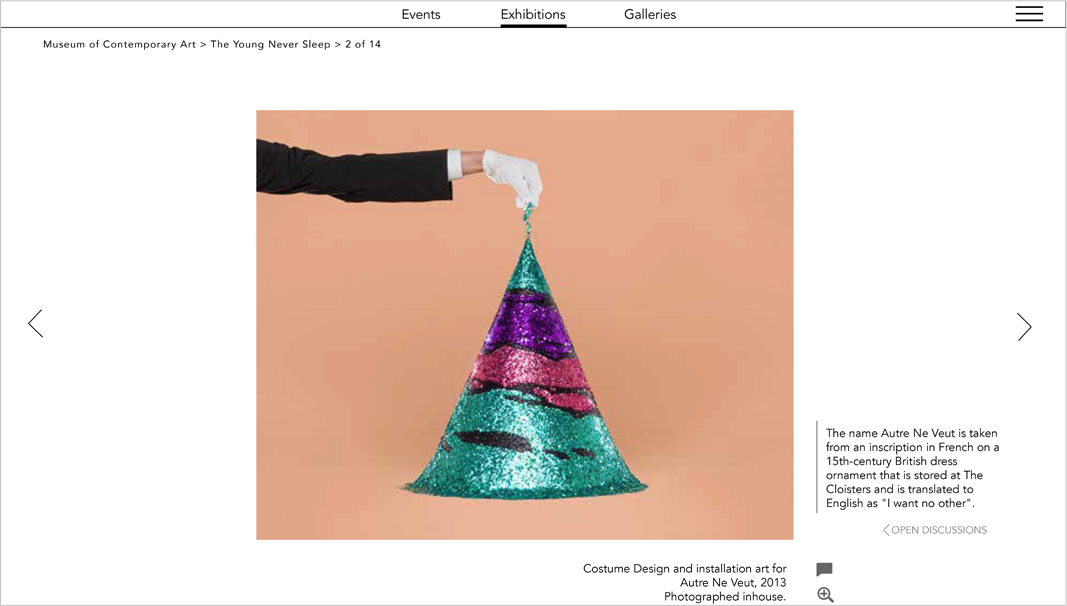 Events Exhibitions Galleries
Museum of Contemporary Art > The Young Never Sleep > 2 of 14
The name Autre Ne Veut is taken
from an inscription in French on a
15th-century British dress
ornament that is stored at The
Cloisters and is translated to
English as "I want no other".
OPEN DISCUSSIONS
Costume Design and installation art for
Autre Ne Veut, 2013
Photographed inhouse.